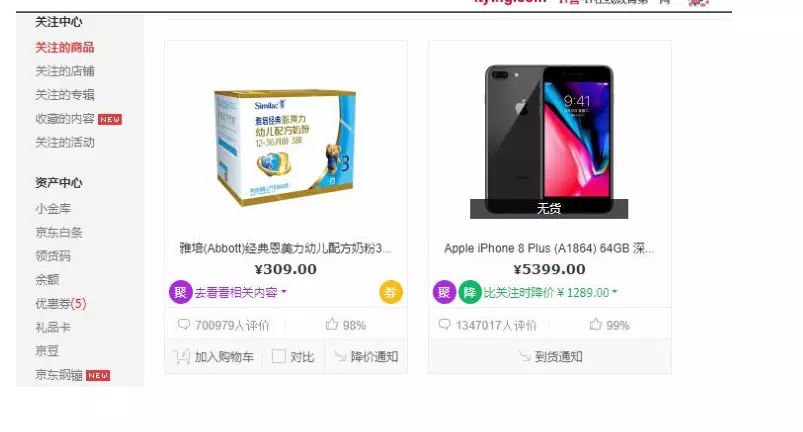 itying.com
关注中心
关注的商品
关注的店铺
关注的专辑
收藏的内容 NEW
关注的活动
资产中心
小金库
京东白条
领货码
余额
优惠券(5)
礼品卡
京豆
京东钢镚 NEW
Similac
雅培经典恩美力
幼儿配方奶粉
12-36月龄 3段
3
雅培(Abbott)经典恩美力幼儿配方奶粉3...
¥309.00
聚 去看看相关内容 券
700979人评价 98%
加入购物车 对比 降价通知
9:41
无货
Apple iPhone 8 Plus (A1864) 64GB 深...
¥5399.00
聚 降 比关注时降价 ¥ 1289.00
1347017人评价 99%
到货通知